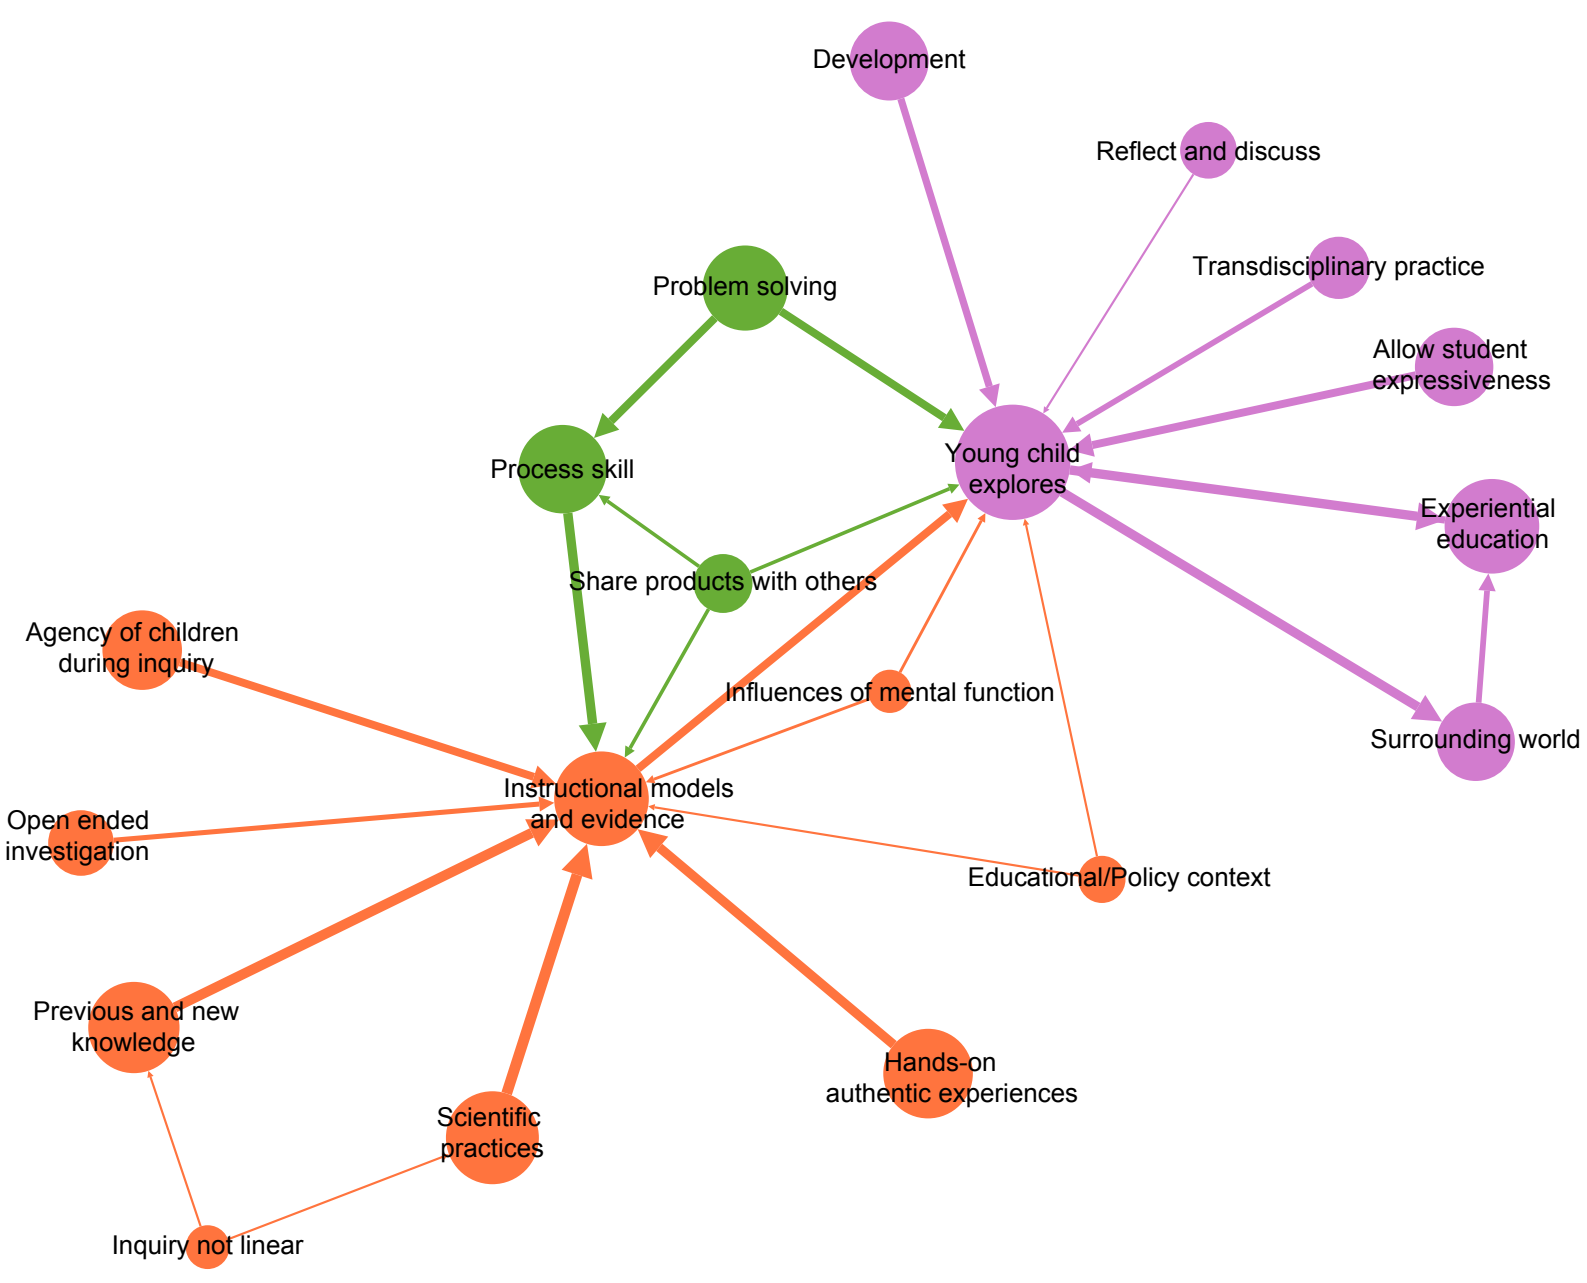 Development
Reflect and discuss
Transdisciplinary practice
Problem solving
Allow student
expressiveness
Young child
explores
Process skill
Experiential
education
Share products with others
Agency of children
during inquiry
Influences of mental function
Surrounding world
Instructional models
and evidence
Open ended
investigation
Educational/Policy context
Previous and new
knowledge
Hands-on
authentic experiences
Scientific
practices
Inquiry not linear